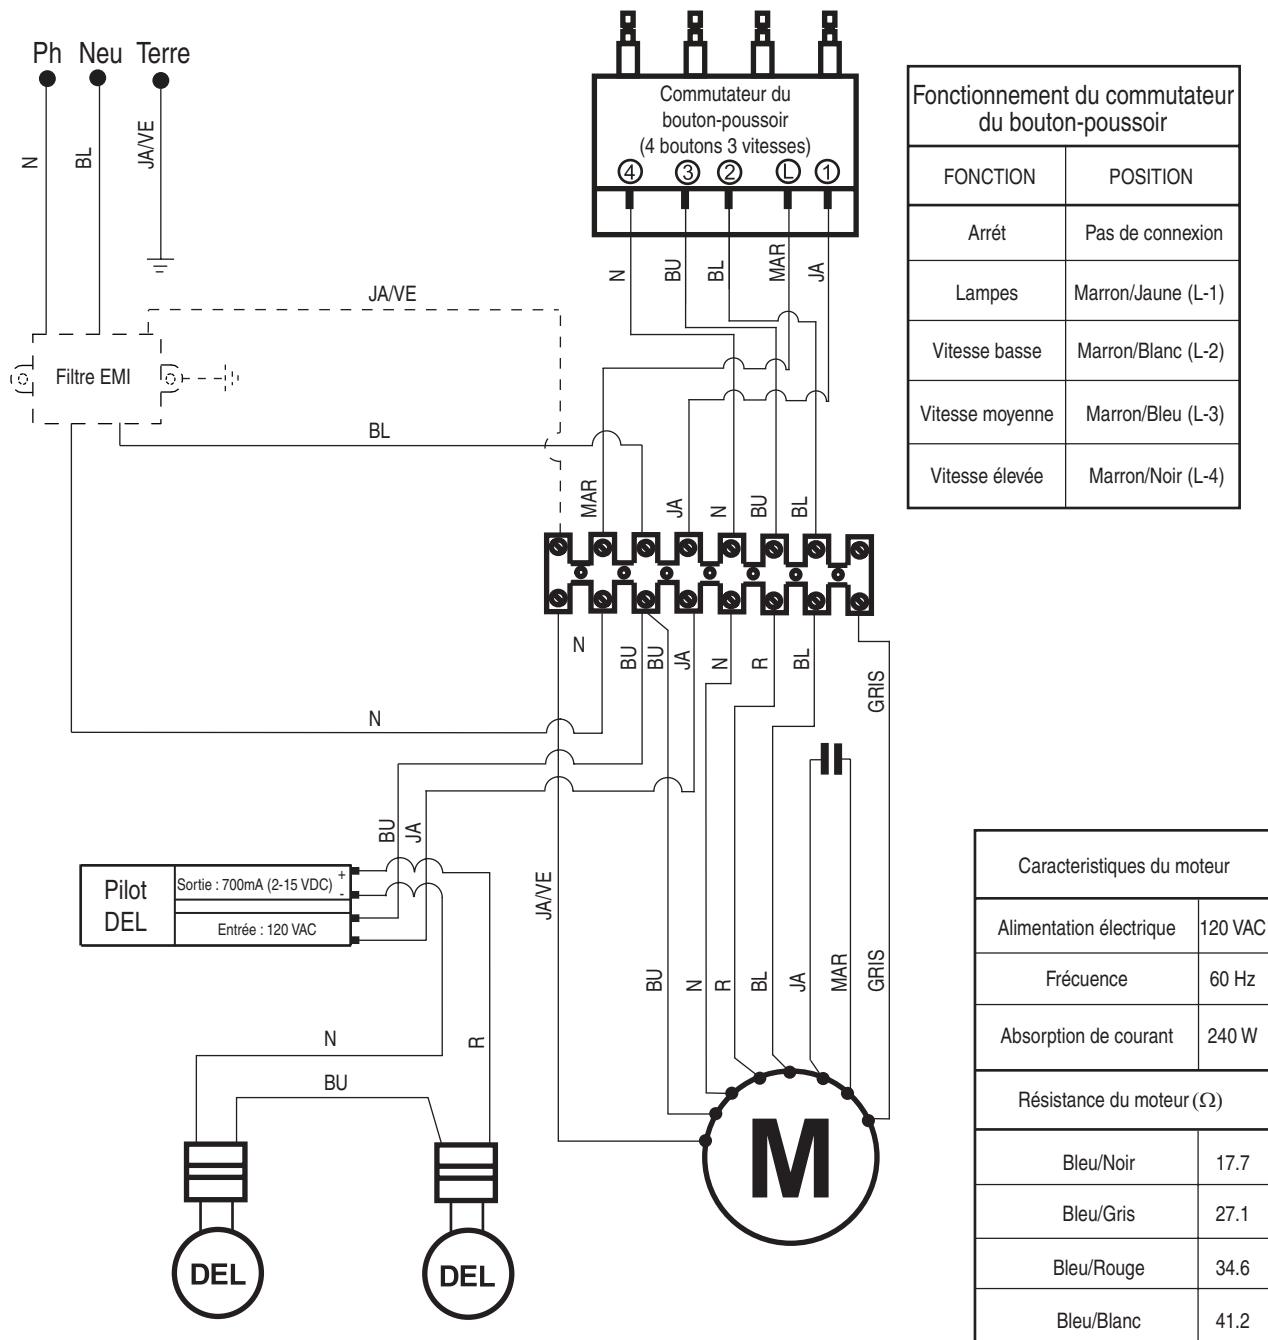 Ph Neu Terre
N
BL
JA/VE
Commutateur du
bouton-poussoir
(4 boutons 3 vitesses)
4 3 2 L 1
N
BU
BL
MAR
JA
Fonctionnement du commutateur
du bouton-poussoir
FONCTION POSITION
Arrét Pas de connexion
Lampes Marron/Jaune (L-1)
Vitesse basse Marron/Blanc (L-2)
Vitesse moyenne Marron/Bleu (L-3)
Vitesse élevée Marron/Noir (L-4)
JA/VE
Filtre EMI
BL
MAR
JA
N
BU
BL
N
BU
BU
JA
N
R
BL
GRIS
N
BU
JA
Pilot
DEL
Sortie : 700mA (2-15 VDC)
+
-
Entrée : 120 VAC
JA/VE
BU
N
R
BL
JA
MAR
GRIS
N
R
BU
M
DEL
DEL
Caracteristiques du moteur
Alimentation électrique 120 VAC
Frécuence 60 Hz
Absorption de courant 240 W
Résistance du moteur (Ω)
Bleu/Noir 17.7
Bleu/Gris 27.1
Bleu/Rouge 34.6
Bleu/Blanc 41.2